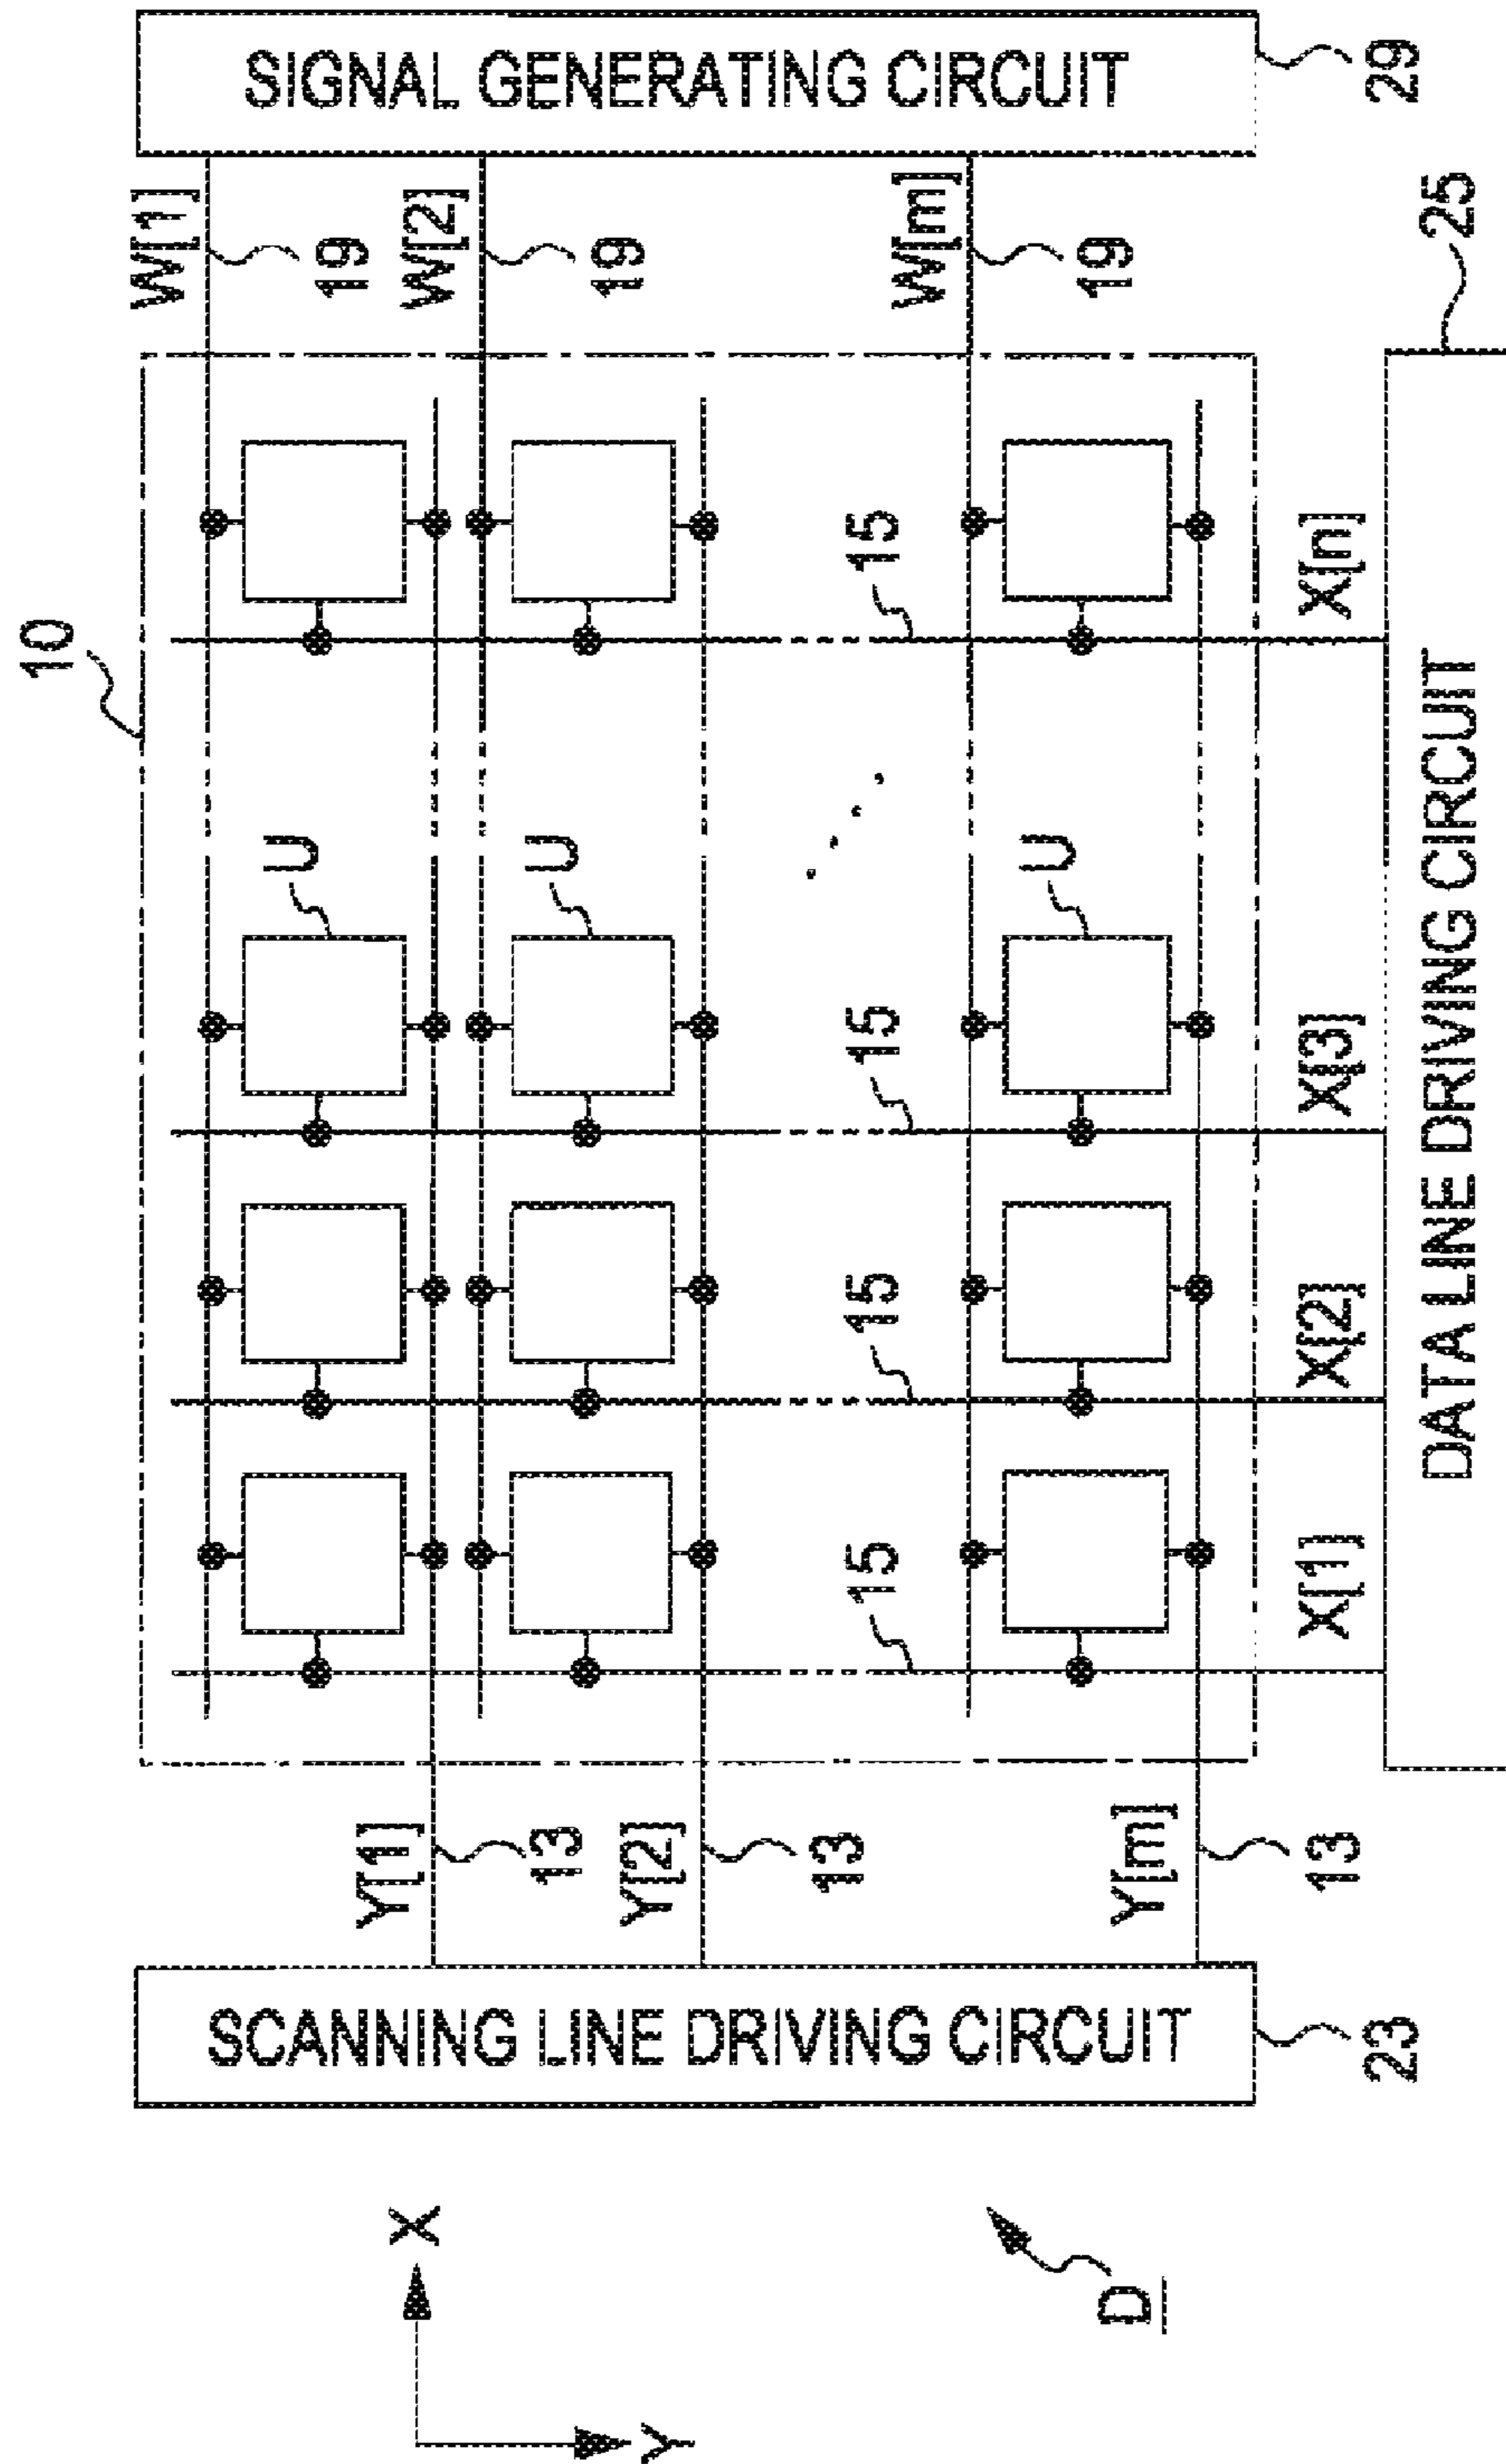 10
SIGNAL GENERATING CIRCUIT
29
W[1]
19
W[2]
19
W[m]
19
U
U
U
15
15
15
15
Y[1]
13
Y[2]
13
Y[m]
13
SCANNING LINE DRIVING CIRCUIT
23
X[1]
X[2]
X[3]
X[n]
DATA LINE DRIVING CIRCUIT
25
X
Y
D